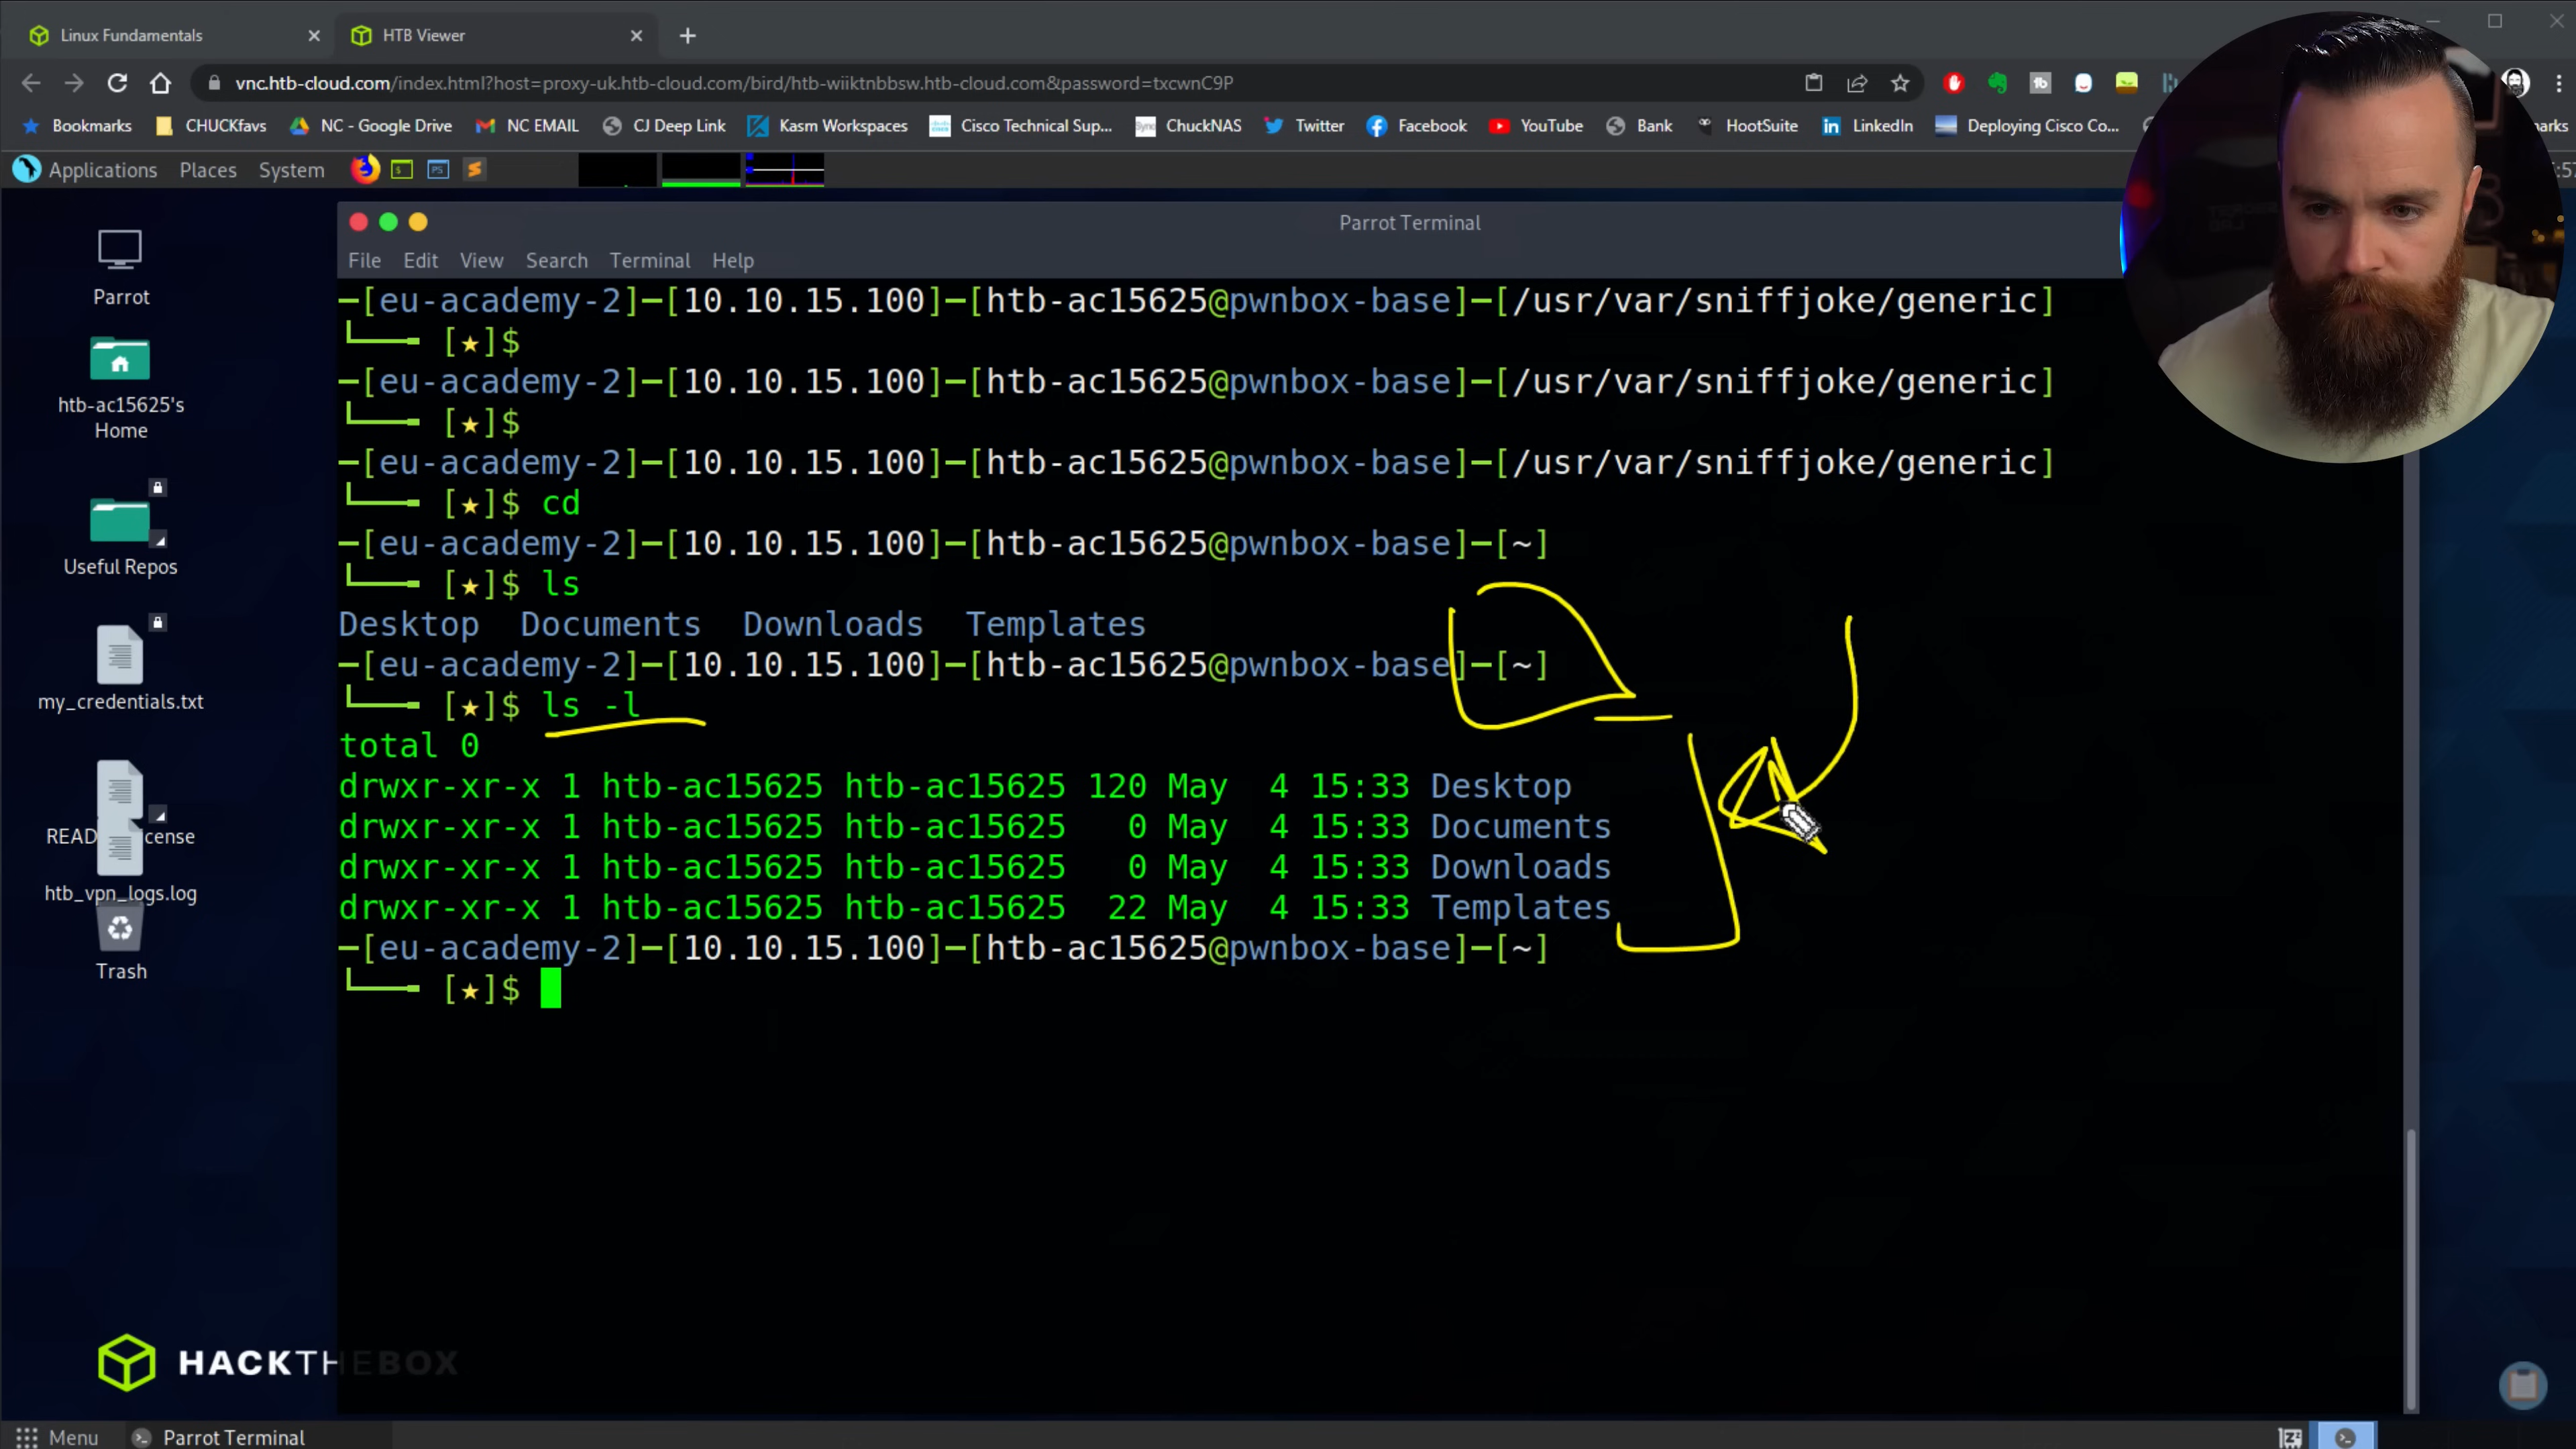 Linux Fundamentals
HTB Viewer
vnc.htb-cloud.com/index.html?host=proxy-uk.htb-cloud.com/bird/htb-wiiktnbbsw.htb-cloud.com&password=txcwnC9P
Bookmarks CHUCKfavs NC - Google Drive NC EMAIL CJ Deep Link Kasm Workspaces Cisco Technical Sup... ChuckNAS Twitter Facebook YouTube Bank HootSuite LinkedIn Deploying Cisco Co...
Applications Places System
Parrot Terminal
File Edit View Search Terminal Help
Parrot
htb-ac15625's
Home
Useful Repos
my_credentials.txt
htb_vpn_logs.log
Trash
─[eu-academy-2]─[10.10.15.100]─[htb-ac15625@pwnbox-base]─[/usr/var/sniffjoke/generic]
└──╼ [★]$
─[eu-academy-2]─[10.10.15.100]─[htb-ac15625@pwnbox-base]─[/usr/var/sniffjoke/generic]
└──╼ [★]$
─[eu-academy-2]─[10.10.15.100]─[htb-ac15625@pwnbox-base]─[/usr/var/sniffjoke/generic]
└──╼ [★]$ cd
─[eu-academy-2]─[10.10.15.100]─[htb-ac15625@pwnbox-base]─[~]
└──╼ [★]$ ls
Desktop Documents Downloads Templates
─[eu-academy-2]─[10.10.15.100]─[htb-ac15625@pwnbox-base]─[~]
└──╼ [★]$ ls -l
total 0
drwxr-xr-x 1 htb-ac15625 htb-ac15625 120 May 4 15:33 Desktop
drwxr-xr-x 1 htb-ac15625 htb-ac15625 0 May 4 15:33 Documents
drwxr-xr-x 1 htb-ac15625 htb-ac15625 0 May 4 15:33 Downloads
drwxr-xr-x 1 htb-ac15625 htb-ac15625 22 May 4 15:33 Templates
─[eu-academy-2]─[10.10.15.100]─[htb-ac15625@pwnbox-base]─[~]
└──╼ [★]$
HACKTHEBOX
Menu Parrot Terminal